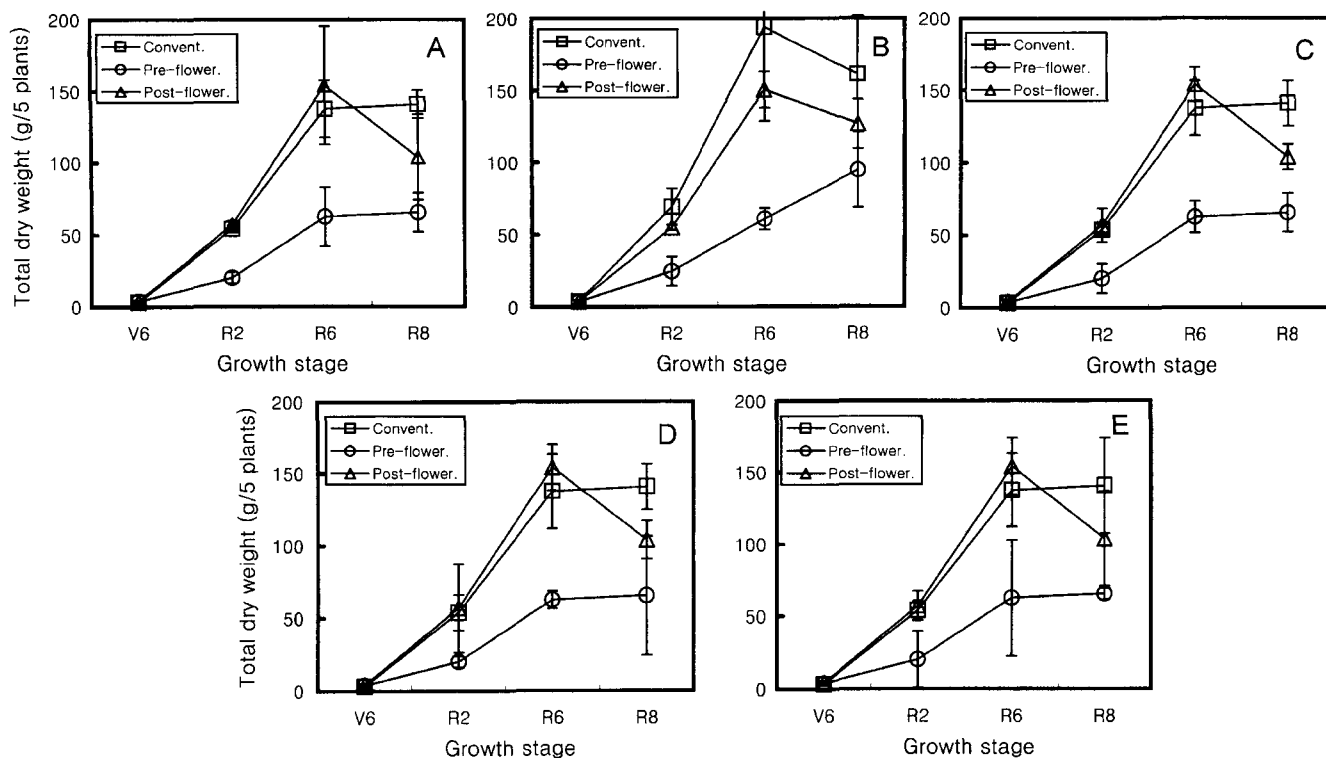 Total dry weight (g/5 plants)
200
150
100
50
0
Convent.
Pre-flower.
Post-flower.
A
V6 R2 R6 R8
Growth stage
200
150
100
50
0
Convent.
Pre-flower.
Post-flower.
B
V6 R2 R6 R8
Growth stage
200
150
100
50
0
Convent.
Pre-flower.
Post-flower.
C
V6 R2 R6 R8
Growth stage
Total dry weight (g/5 plants)
200
150
100
50
0
Convent.
Pre-flower.
Post-flower.
D
V6 R2 R6 R8
Growth stage
200
150
100
50
0
Convent.
Pre-flower.
Post-flower.
E
V6 R2 R6 R8
Growth stage